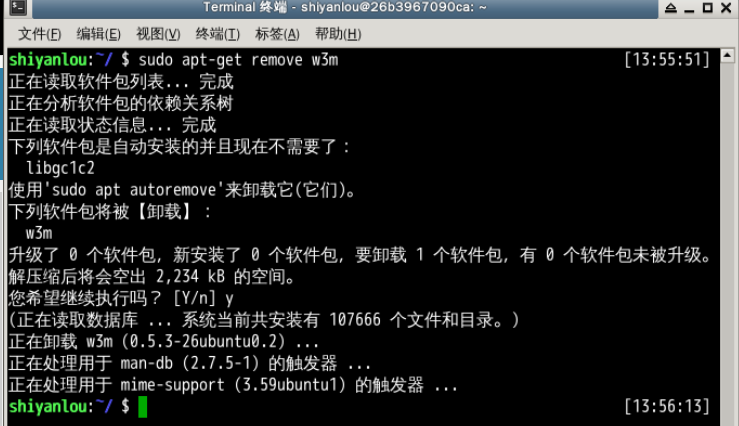 Terminal 终端 - shiyanlou@26b3967090ca: ~
文件(F) 编辑(E) 视图(V) 终端(T) 标签(A) 帮助(H)
shiyanlou:~/ $ sudo apt-get remove w3m [13:55:51]
正在读取软件包列表... 完成
正在分析软件包的依赖关系树
正在读取状态信息... 完成
下列软件包是自动安装的并且现在不需要了：
libgc1c2
使用'sudo apt autoremove'来卸载它(它们)。
下列软件包将被【卸载】：
w3m
升级了 0 个软件包，新安装了 0 个软件包，要卸载 1 个软件包，有 0 个软件包未被升级。
解压缩后将会空出 2,234 kB 的空间。
您希望继续执行吗？ [Y/n] y
(正在读取数据库 ... 系统当前共安装有 107666 个文件和目录。)
正在卸载 w3m (0.5.3-26ubuntu0.2) ...
正在处理用于 man-db (2.7.5-1) 的触发器 ...
正在处理用于 mime-support (3.59ubuntu1) 的触发器 ...
shiyanlou:~/ $ [13:56:13]